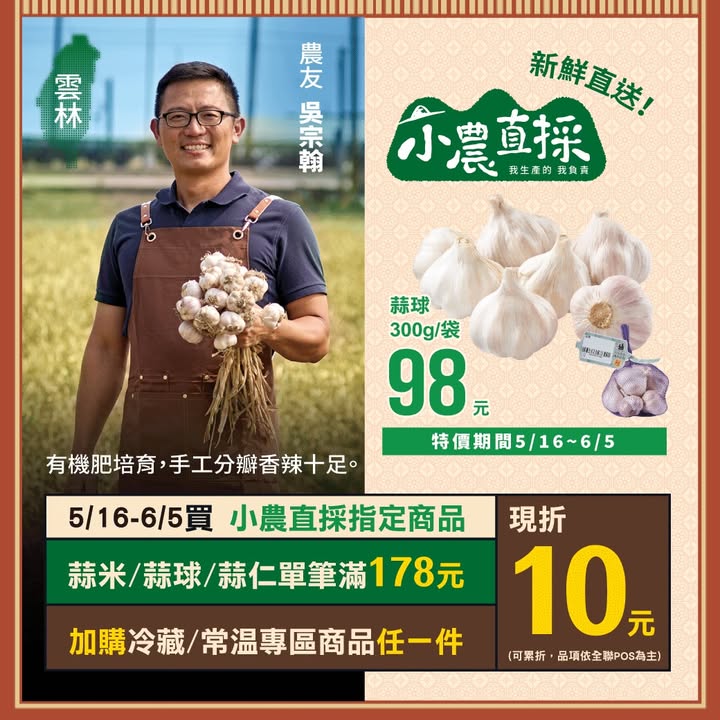 雲林
農友 吳宗翰
有機肥培育,手工分瓣香辣十足。
新鮮直送!
小農直採
我生產的 我負責
蒜球
300g/袋
98元
特價期間5/16~6/5
5/16-6/5買 小農直採指定商品
蒜米/蒜球/蒜仁單筆滿178元
加購冷藏/常溫專區商品任一件
現折
10元
(可累折,品項依全聯POS為主)